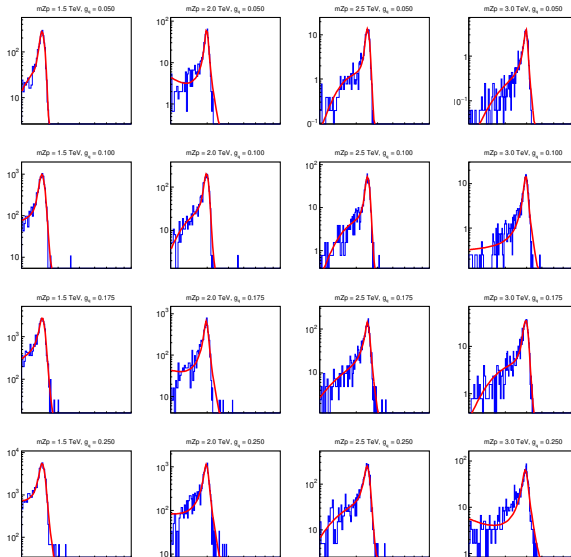 mZp = 1.5 TeV, g_q = 0.050 mZp = 2.0 TeV, g_q = 0.050 mZp = 2.5 TeV, g_q = 0.050 mZp = 3.0 TeV, g_q = 0.050
10² 10² 10 10
10 1 1 10⁻¹
10 10⁻¹
mZp = 1.5 TeV, g_q = 0.100 mZp = 2.0 TeV, g_q = 0.100 mZp = 2.5 TeV, g_q = 0.100 mZp = 3.0 TeV, g_q = 0.100
10³ 10² 10 10
10² 10 1 1
10
mZp = 1.5 TeV, g_q = 0.175 mZp = 2.0 TeV, g_q = 0.175 mZp = 2.5 TeV, g_q = 0.175 mZp = 3.0 TeV, g_q = 0.175
10³ 10³ 10² 10
10² 10² 10 1
10
mZp = 1.5 TeV, g_q = 0.250 mZp = 2.0 TeV, g_q = 0.250 mZp = 2.5 TeV, g_q = 0.250 mZp = 3.0 TeV, g_q = 0.250
10⁴ 10³ 10² 10²
10³ 10² 10 10
10² 10 1